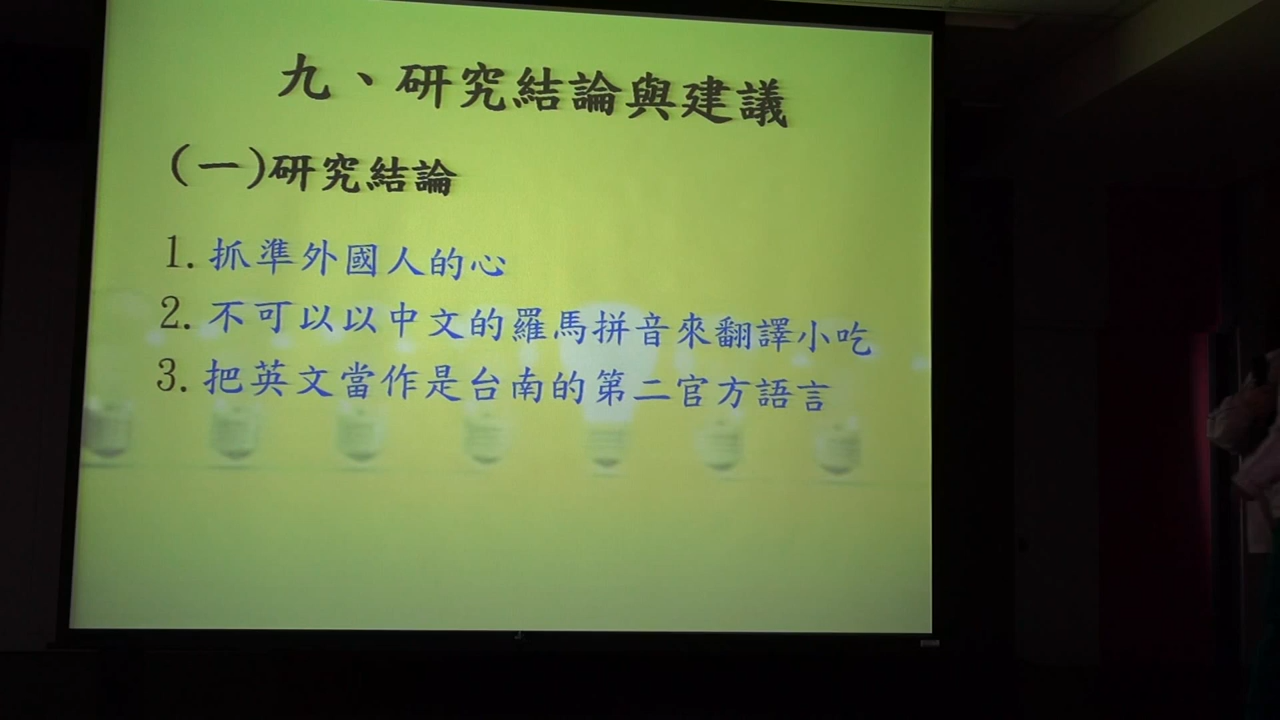 九、研究結論與建議
(一)研究結論
1. 抓準外國人的心
2. 不可以以中文的羅馬拼音來翻譯小吃
3. 把英文當作是台南的第二官方語言